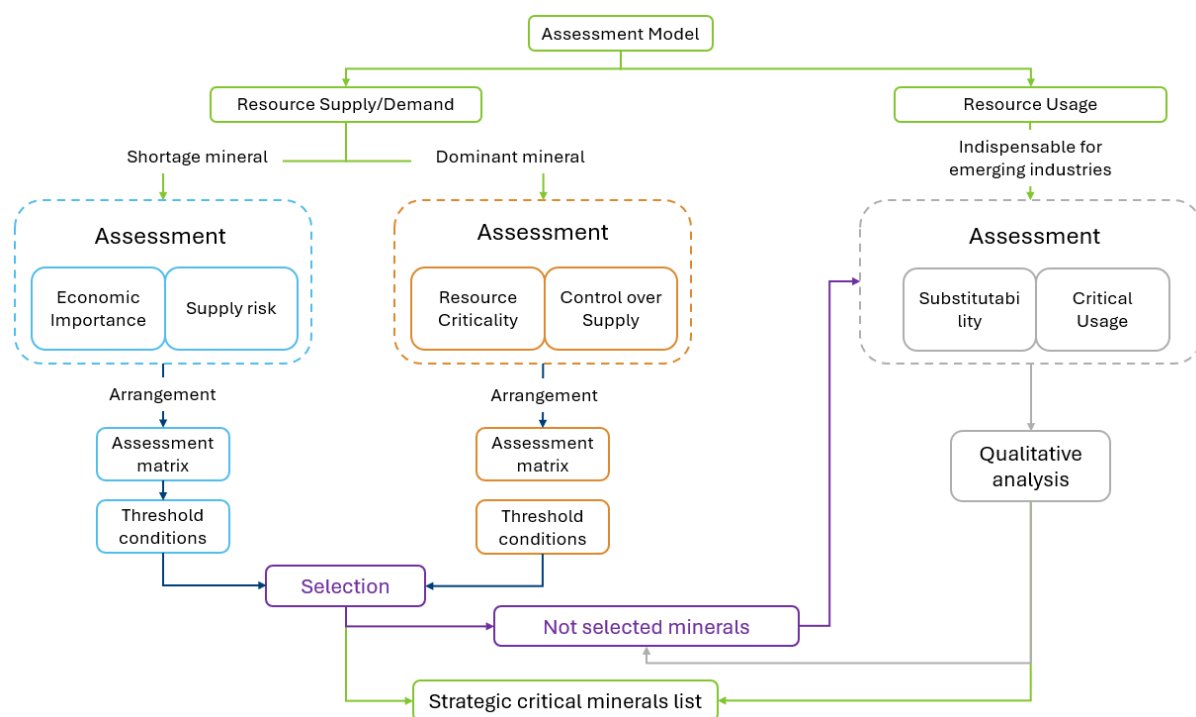 Assessment Model
Resource Supply/Demand
Resource Usage
Shortage mineral
Dominant mineral
Indispensable for
emerging industries
Assessment
Economic
Importance
Supply risk
Assessment
Resource
Criticality
Control over
Supply
Assessment
Substitutabi
lity
Critical
Usage
Arrangement
Arrangement
Assessment
matrix
Assessment
matrix
Qualitative
analysis
Threshold
conditions
Threshold
conditions
Selection
Not selected minerals
Strategic critical minerals list